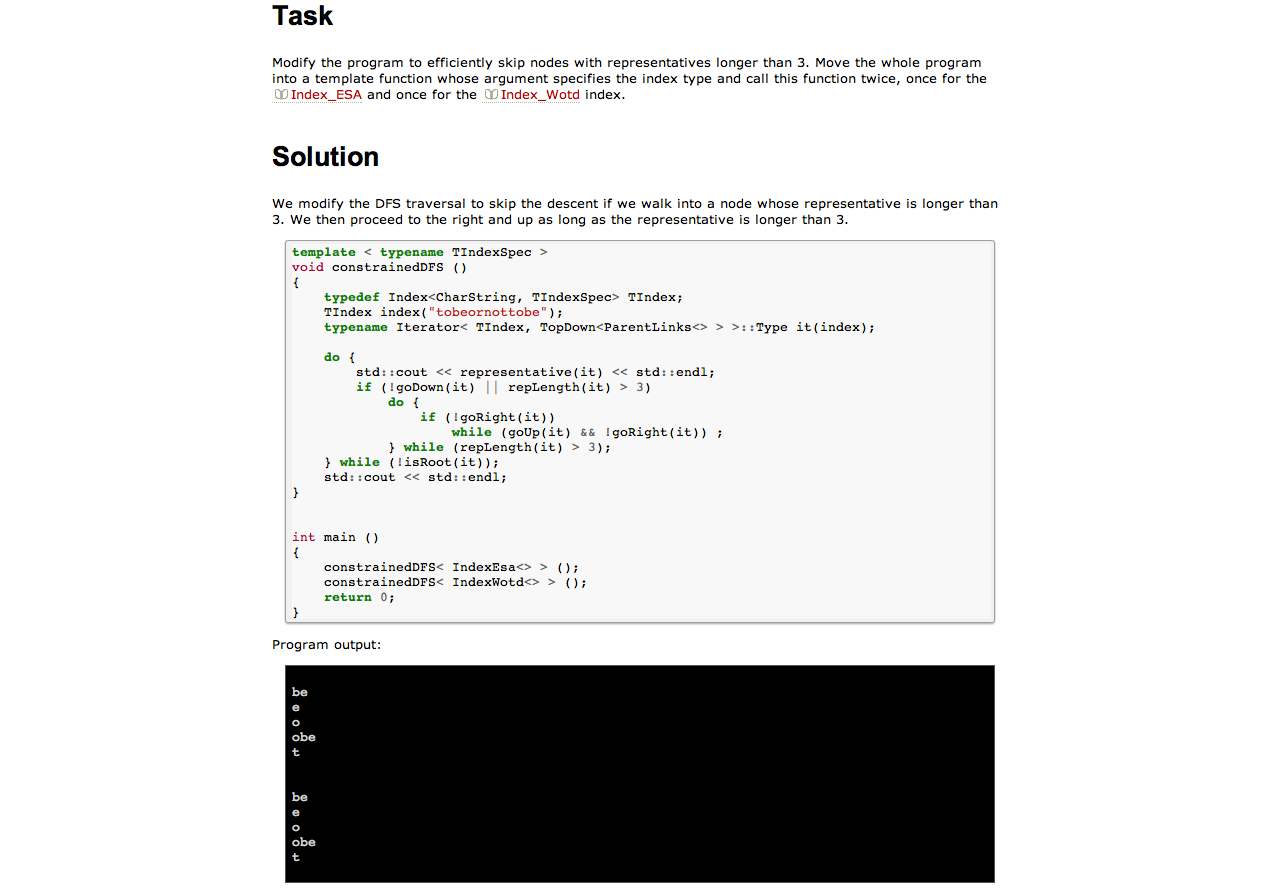 Task
Modify the program to efficiently skip nodes with representatives longer than 3. Move the whole program
into a template function whose argument specifies the index type and call this function twice, once for the
Index_ESA and once for the Index_Wotd index.
Solution
We modify the DFS traversal to skip the descent if we walk into a node whose representative is longer than
3. We then proceed to the right and up as long as the representative is longer than 3.
template < typename TIndexSpec >
void constrainedDFS ()
{
    typedef Index<CharString, TIndexSpec> TIndex;
    TIndex index("tobeornottobe");
    typename Iterator< TIndex, TopDown<ParentLinks<> > >::Type it(index);

    do {
        std::cout << representative(it) << std::endl;
        if (!goDown(it) || repLength(it) > 3)
            do {
                if (!goRight(it))
                    while (goUp(it) && !goRight(it)) ;
            } while (repLength(it) > 3);
    } while (!isRoot(it));
    std::cout << std::endl;
}

int main ()
{
    constrainedDFS< IndexEsa<> > ();
    constrainedDFS< IndexWotd<> > ();
    return 0;
}
Program output:
be
e
o
obe
t
be
e
o
obe
t